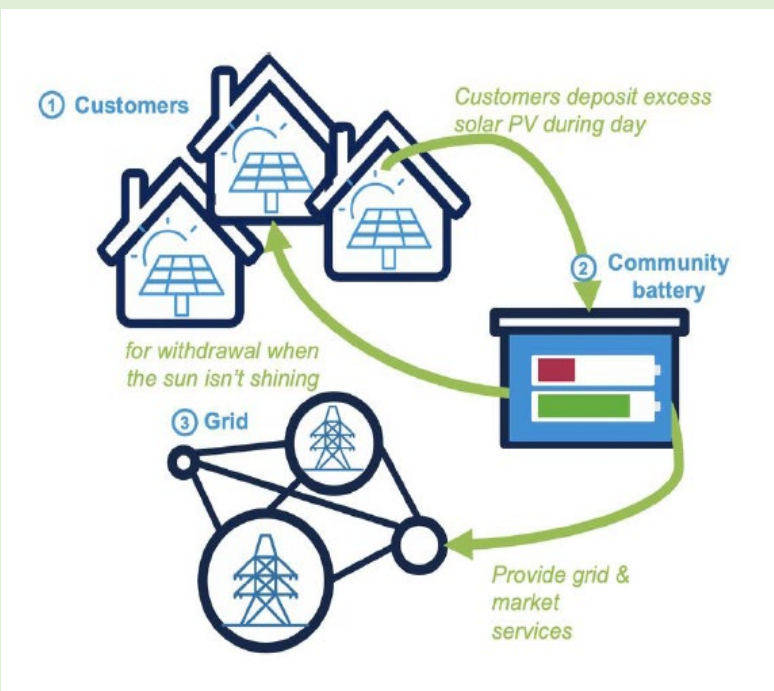 ① Customers
Customers deposit excess
solar PV during day
② Community
battery
for withdrawal when
the sun isn't shining
③ Grid
Provide grid &
market
services